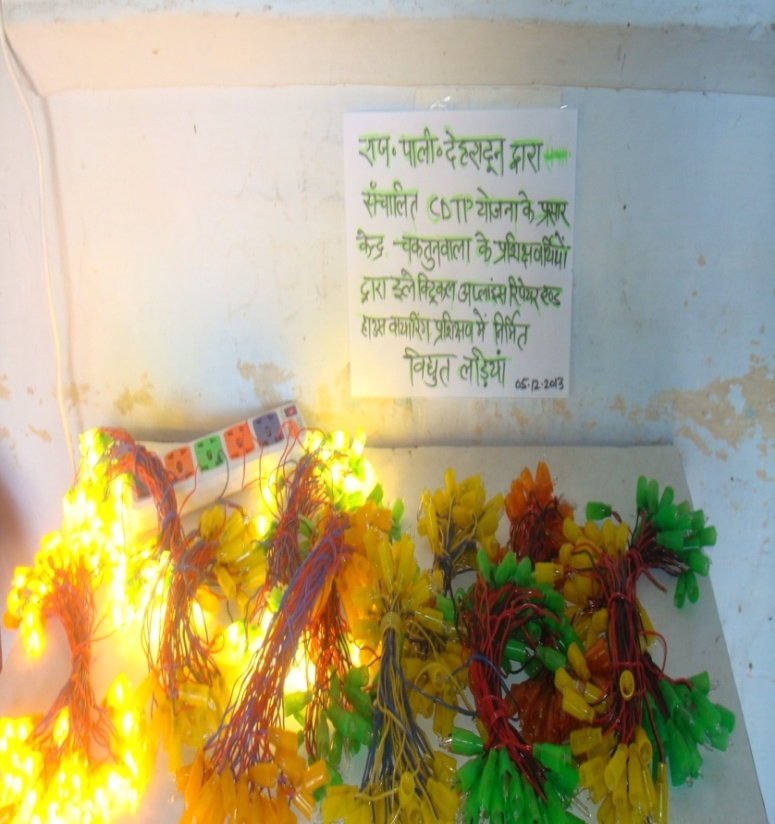 राज. पाली. देहरादून द्वारा
संचालित CDTP योजना के प्रसार
केन्द्र चकतुनवाला के प्रशिक्षणार्थियों
द्वारा इलैक्ट्रिकल अप्लाइंस रिपेयर एण्ड
हाउस वायरिंग प्रशिक्षण में निर्मित
विधुत लड़ियां
05.12.2013